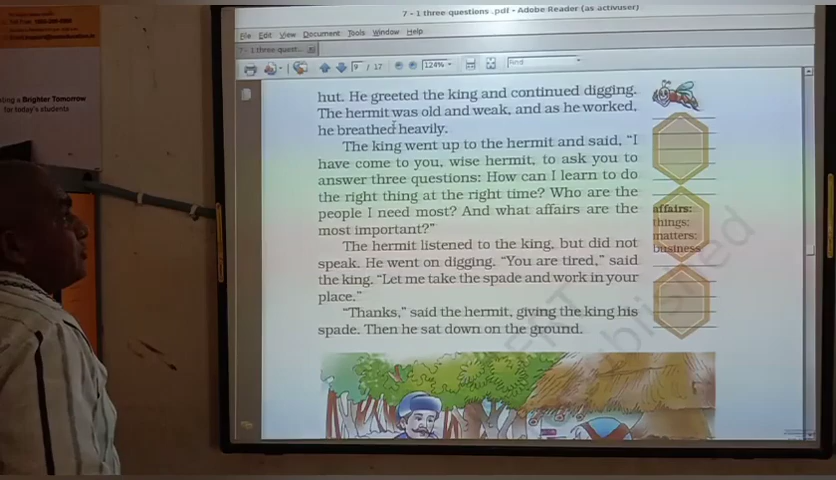 7 - 1 three questions .pdf - Adobe Reader (as activuser)
File Edit View Document Tools Window Help
7 - 1 three quest...
9 / 17 124% Find
ting a Brighter Tomorrow
for today's students
hut. He greeted the king and continued digging.
The hermit was old and weak, and as he worked,
he breathed heavily.
The king went up to the hermit and said, “I
have come to you, wise hermit, to ask you to
answer three questions: How can I learn to do
the right thing at the right time? Who are the
people I need most? And what affairs are the
most important?”
affairs:
things;
matters;
business
The hermit listened to the king, but did not
speak. He went on digging. “You are tired,” said
the king. “Let me take the spade and work in your
place.”
“Thanks,” said the hermit, giving the king his
spade. Then he sat down on the ground.